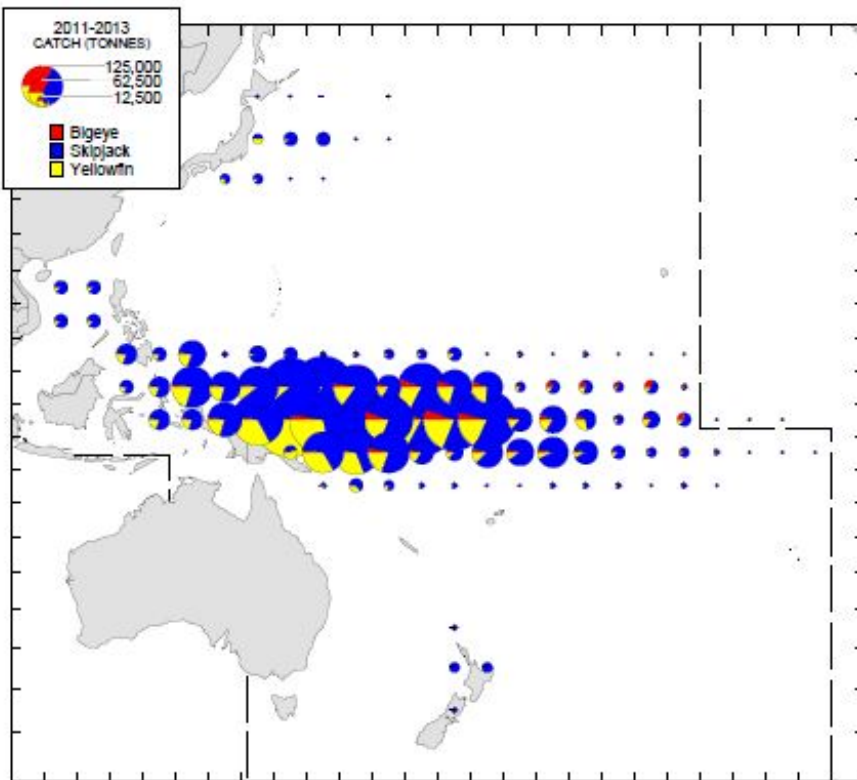 2011-2013
CATCH (TONNES)
125,000
62,500
12,500
Bigeye
Skipjack
Yellowfin